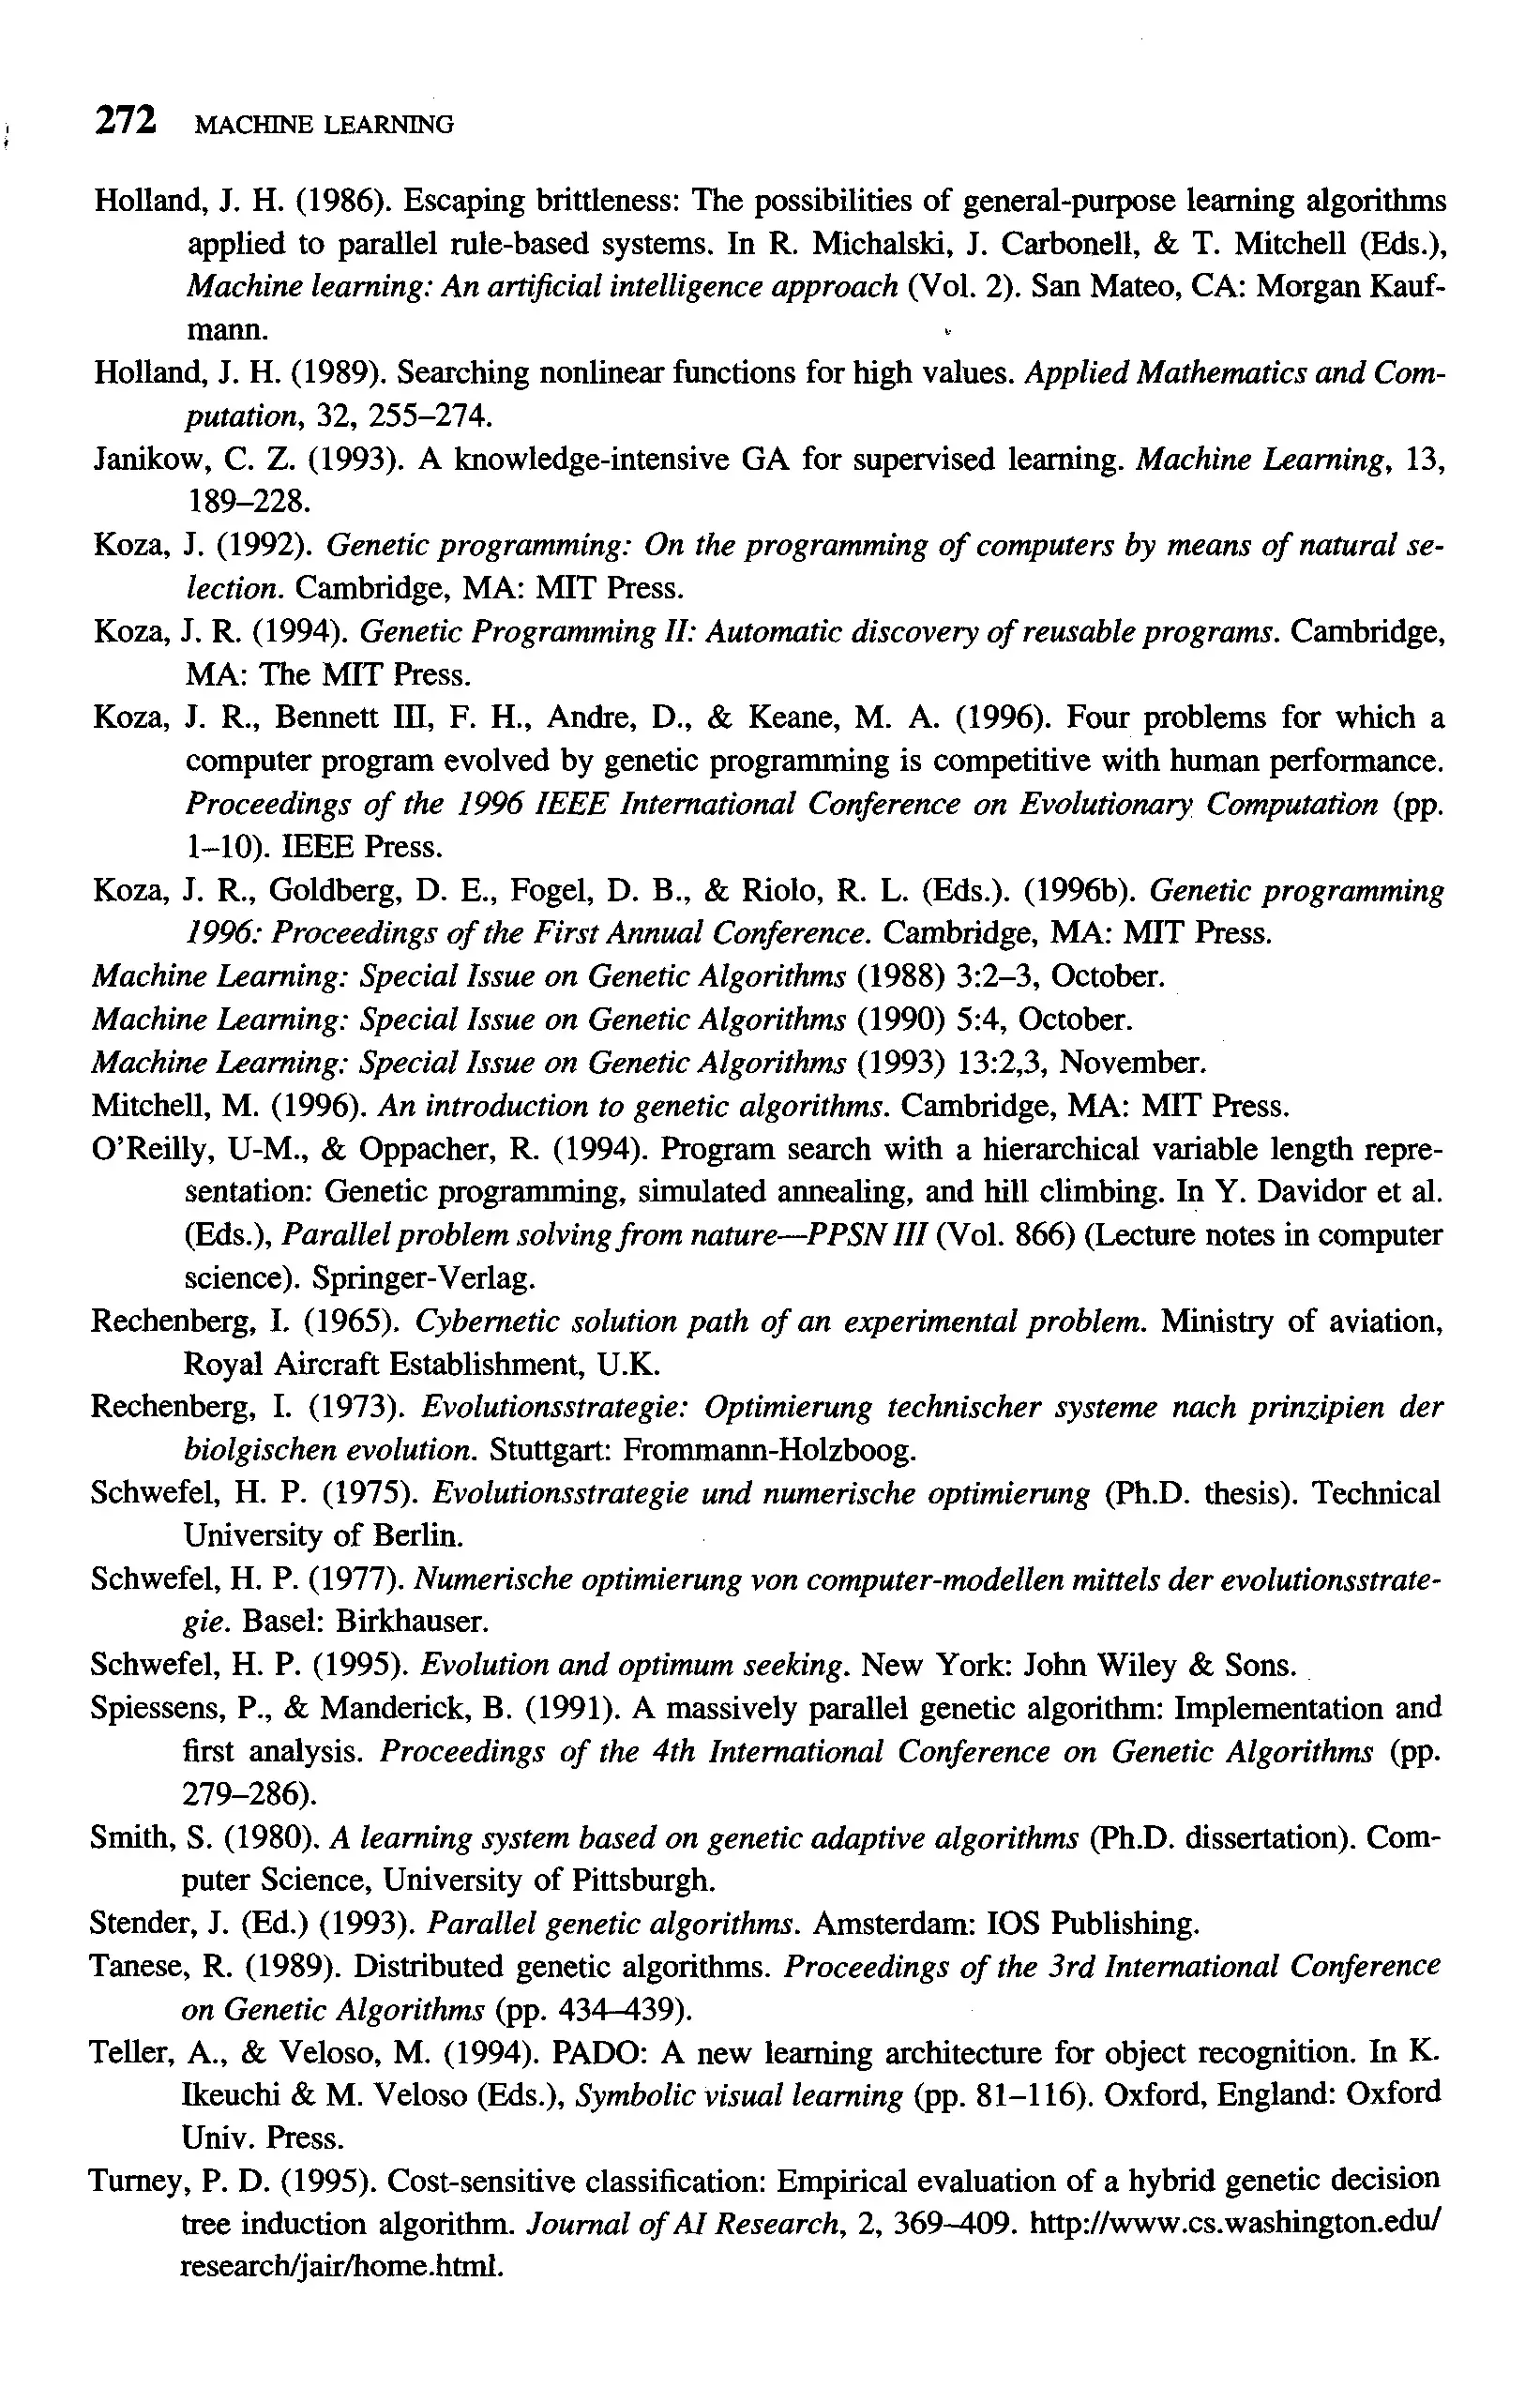 272 MACHINE LEARNING
Holland, J. H. (1986). Escaping brittleness: The possibilities of general-purpose learning algorithms
applied to parallel rule-based systems. In R. Michalski, J. Carbonell, & T. Mitchell (Eds.),
Machine learning: An artificial intelligence approach (Vol. 2). San Mateo, CA: Morgan Kauf-
mann.
Holland, J. H. (1989). Searching nonlinear functions for high values. Applied Mathematics and Com-
putation, 32, 255–274.
Janikow, C. Z. (1993). A knowledge-intensive GA for supervised learning. Machine Learning, 13,
189–228.
Koza, J. (1992). Genetic programming: On the programming of computers by means of natural se-
lection. Cambridge, MA: MIT Press.
Koza, J. R. (1994). Genetic Programming II: Automatic discovery of reusable programs. Cambridge,
MA: The MIT Press.
Koza, J. R., Bennett III, F. H., Andre, D., & Keane, M. A. (1996). Four problems for which a
computer program evolved by genetic programming is competitive with human performance.
Proceedings of the 1996 IEEE International Conference on Evolutionary Computation (pp.
1–10). IEEE Press.
Koza, J. R., Goldberg, D. E., Fogel, D. B., & Riolo, R. L. (Eds.). (1996b). Genetic programming
1996: Proceedings of the First Annual Conference. Cambridge, MA: MIT Press.
Machine Learning: Special Issue on Genetic Algorithms (1988) 3:2–3, October.
Machine Learning: Special Issue on Genetic Algorithms (1990) 5:4, October.
Machine Learning: Special Issue on Genetic Algorithms (1993) 13:2,3, November.
Mitchell, M. (1996). An introduction to genetic algorithms. Cambridge, MA: MIT Press.
O'Reilly, U-M., & Oppacher, R. (1994). Program search with a hierarchical variable length repre-
sentation: Genetic programming, simulated annealing, and hill climbing. In Y. Davidor et al.
(Eds.), Parallel problem solving from nature—PPSN III (Vol. 866) (Lecture notes in computer
science). Springer-Verlag.
Rechenberg, I. (1965). Cybernetic solution path of an experimental problem. Ministry of aviation,
Royal Aircraft Establishment, U.K.
Rechenberg, I. (1973). Evolutionsstrategie: Optimierung technischer systeme nach prinzipien der
biolgischen evolution. Stuttgart: Frommann-Holzboog.
Schwefel, H. P. (1975). Evolutionsstrategie und numerische optimierung (Ph.D. thesis). Technical
University of Berlin.
Schwefel, H. P. (1977). Numerische optimierung von computer-modellen mittels der evolutionsstrate-
gie. Basel: Birkhauser.
Schwefel, H. P. (1995). Evolution and optimum seeking. New York: John Wiley & Sons.
Spiessens, P., & Manderick, B. (1991). A massively parallel genetic algorithm: Implementation and
first analysis. Proceedings of the 4th International Conference on Genetic Algorithms (pp.
279–286).
Smith, S. (1980). A learning system based on genetic adaptive algorithms (Ph.D. dissertation). Com-
puter Science, University of Pittsburgh.
Stender, J. (Ed.) (1993). Parallel genetic algorithms. Amsterdam: IOS Publishing.
Tanese, R. (1989). Distributed genetic algorithms. Proceedings of the 3rd International Conference
on Genetic Algorithms (pp. 434–439).
Teller, A., & Veloso, M. (1994). PADO: A new learning architecture for object recognition. In K.
Ikeuchi & M. Veloso (Eds.), Symbolic visual learning (pp. 81–116). Oxford, England: Oxford
Univ. Press.
Turney, P. D. (1995). Cost-sensitive classification: Empirical evaluation of a hybrid genetic decision
tree induction algorithm. Journal of AI Research, 2, 369–409. http://www.cs.washington.edu/
research/jair/home.html.